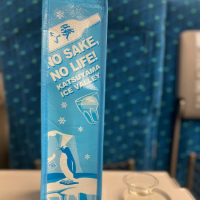 NO SAKE,
NO LIFE!
KATSUYAMA
ICE VALLEY